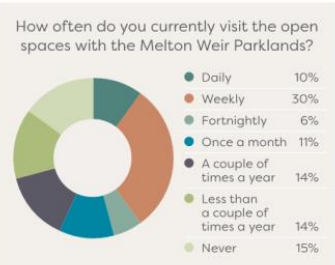 How often do you currently visit the open
spaces with the Melton Weir Parklands?
Daily 10%
Weekly 30%
Fortnightly 6%
Once a month 11%
A couple of
times a year 14%
Less than
a couple of
times a year 14%
Never 15%